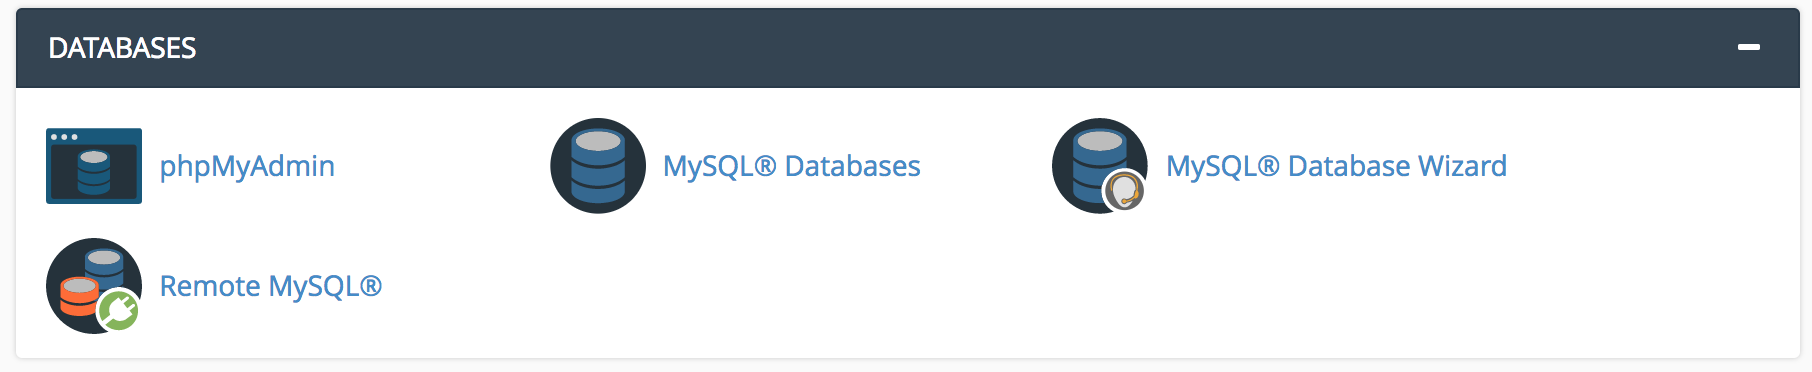 DATABASES
phpMyAdmin
MySQL® Databases
MySQL® Database Wizard
Remote MySQL®